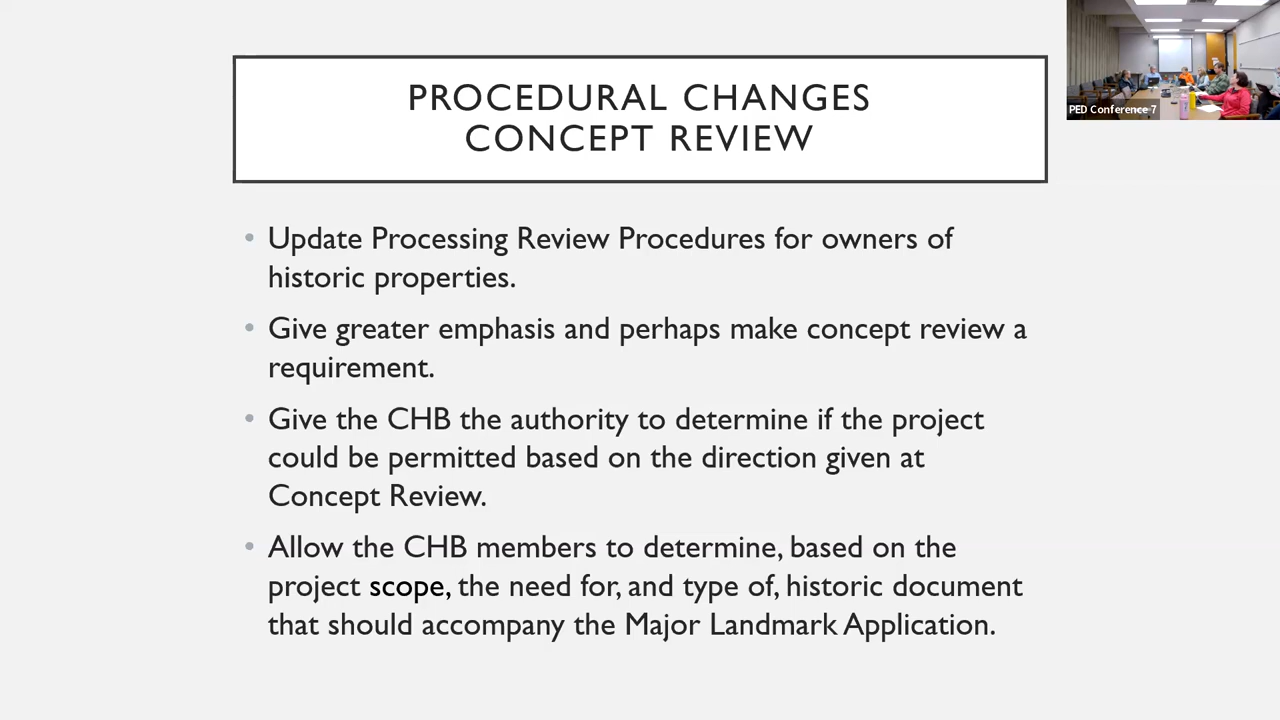 PROCEDURAL CHANGES
CONCEPT REVIEW
PED Conference 7
• Update Processing Review Procedures for owners of
historic properties.
• Give greater emphasis and perhaps make concept review a
requirement.
• Give the CHB the authority to determine if the project
could be permitted based on the direction given at
Concept Review.
• Allow the CHB members to determine, based on the
project scope, the need for, and type of, historic document
that should accompany the Major Landmark Application.